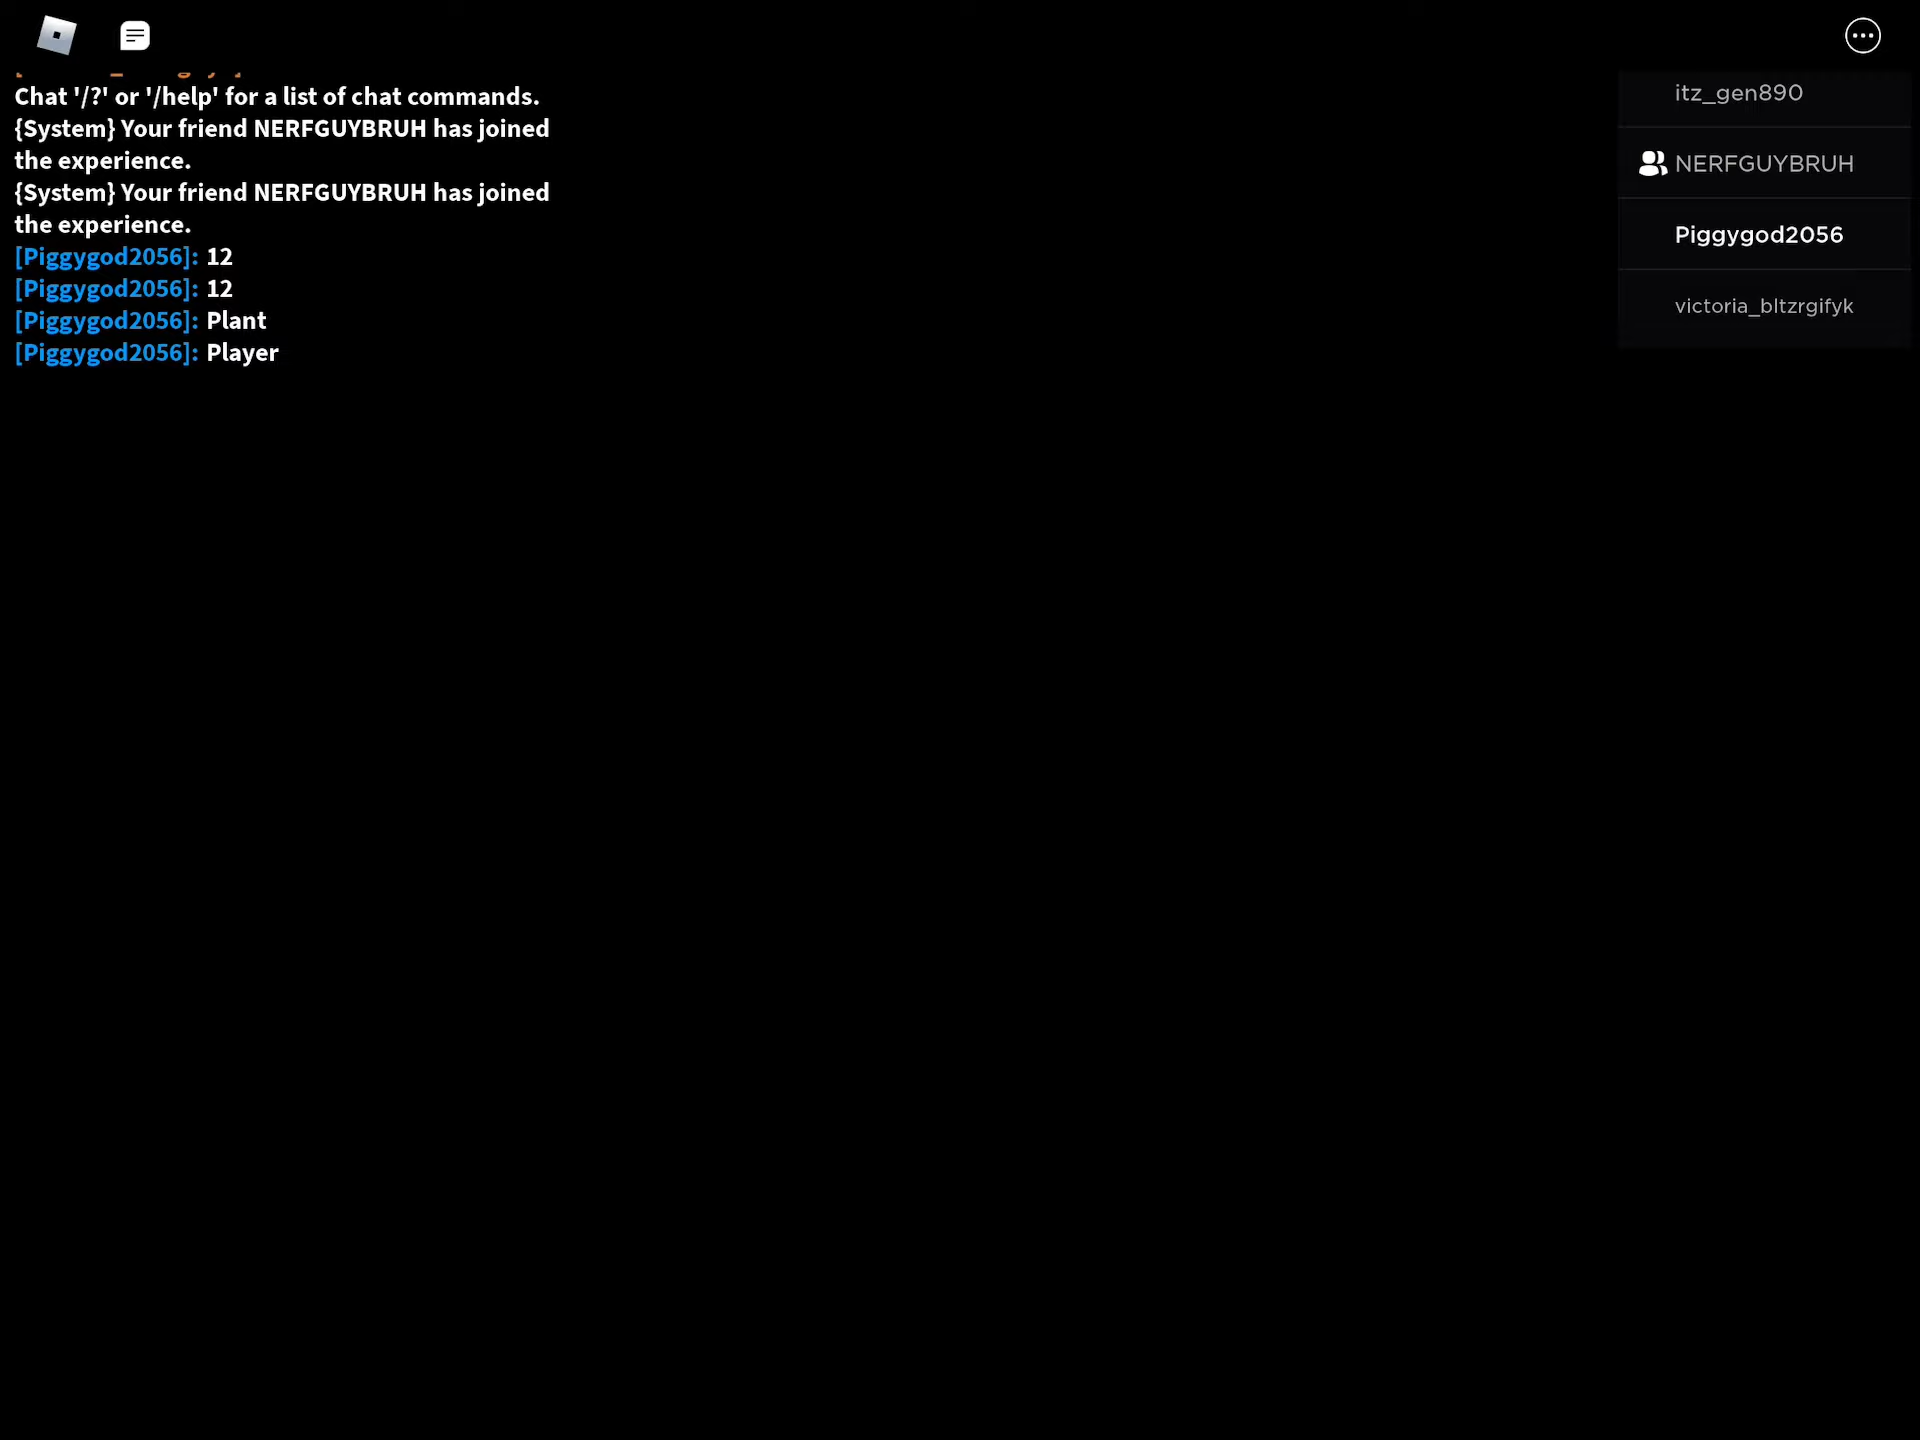 Chat '/?' or '/help' for a list of chat commands.
{System} Your friend NERFGUYBRUH has joined
the experience.
{System} Your friend NERFGUYBRUH has joined
the experience.
[Piggygod2056]: 12
[Piggygod2056]: 12
[Piggygod2056]: Plant
[Piggygod2056]: Player
itz_gen890
NERFGUYBRUH
Piggygod2056
victoria_bltzrgifyk